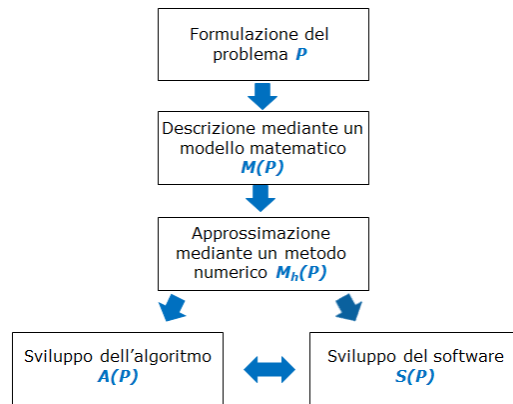 Formulazione del
problema P
Descrizione mediante un
modello matematico
M(P)
Approssimazione
mediante un metodo
numerico Mh(P)
Sviluppo dell'algoritmo
A(P)
Sviluppo del software
S(P)